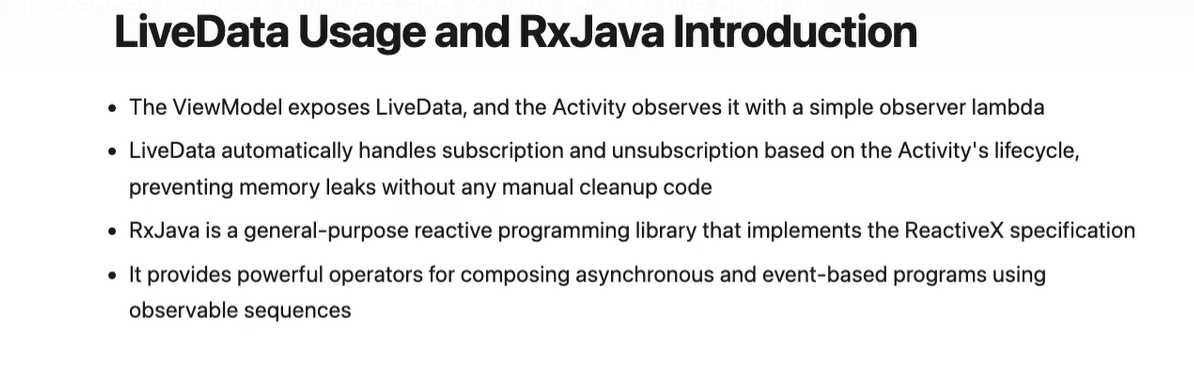 LiveData Usage and RxJava Introduction
• The ViewModel exposes LiveData, and the Activity observes it with a simple observer lambda
• LiveData automatically handles subscription and unsubscription based on the Activity's lifecycle,
preventing memory leaks without any manual cleanup code
• RxJava is a general-purpose reactive programming library that implements the ReactiveX specification
• It provides powerful operators for composing asynchronous and event-based programs using
observable sequences